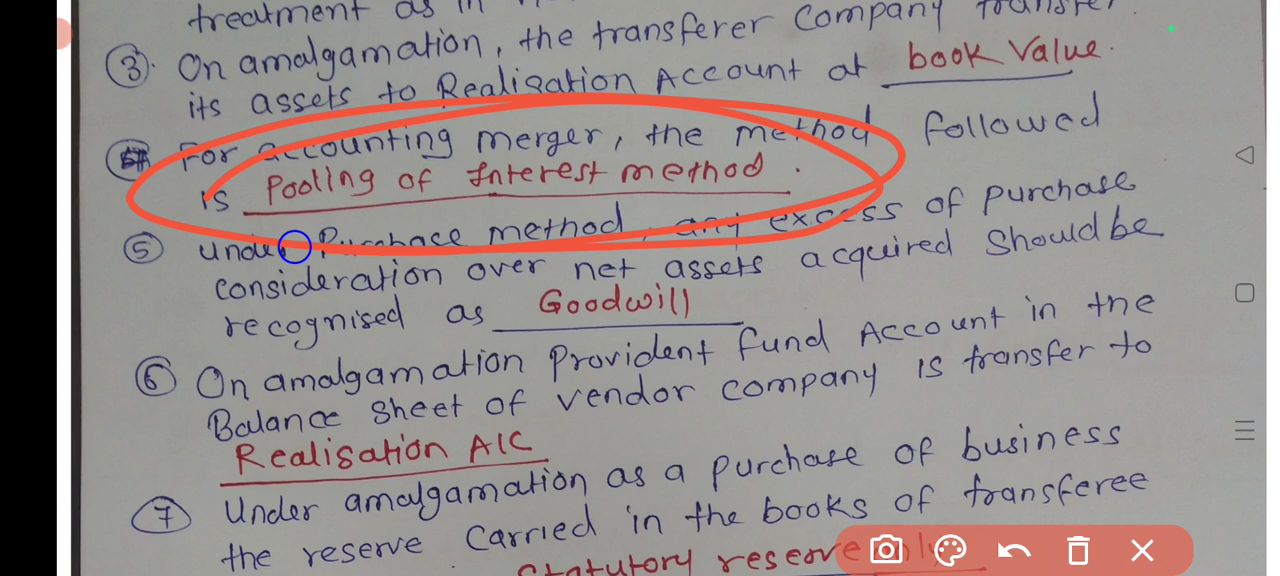 treatment as in
③. On amalgamation, the transferer Company
its assets to Realisation Account at book Value.
For accounting merger, the method followed
is Pooling of Interest method.
⑤ under Purchase method, any excess of purchase
consideration over net assets acquired Should be
recognised as Goodwill
⑥ On amalgamation Provident fund Account in the
Balance Sheet of vendor company is transfer to
Realisation A/C
⑦ Under amalgamation as a purchase of business
the reserve Carried in the books of transferee
Statutory reserve only